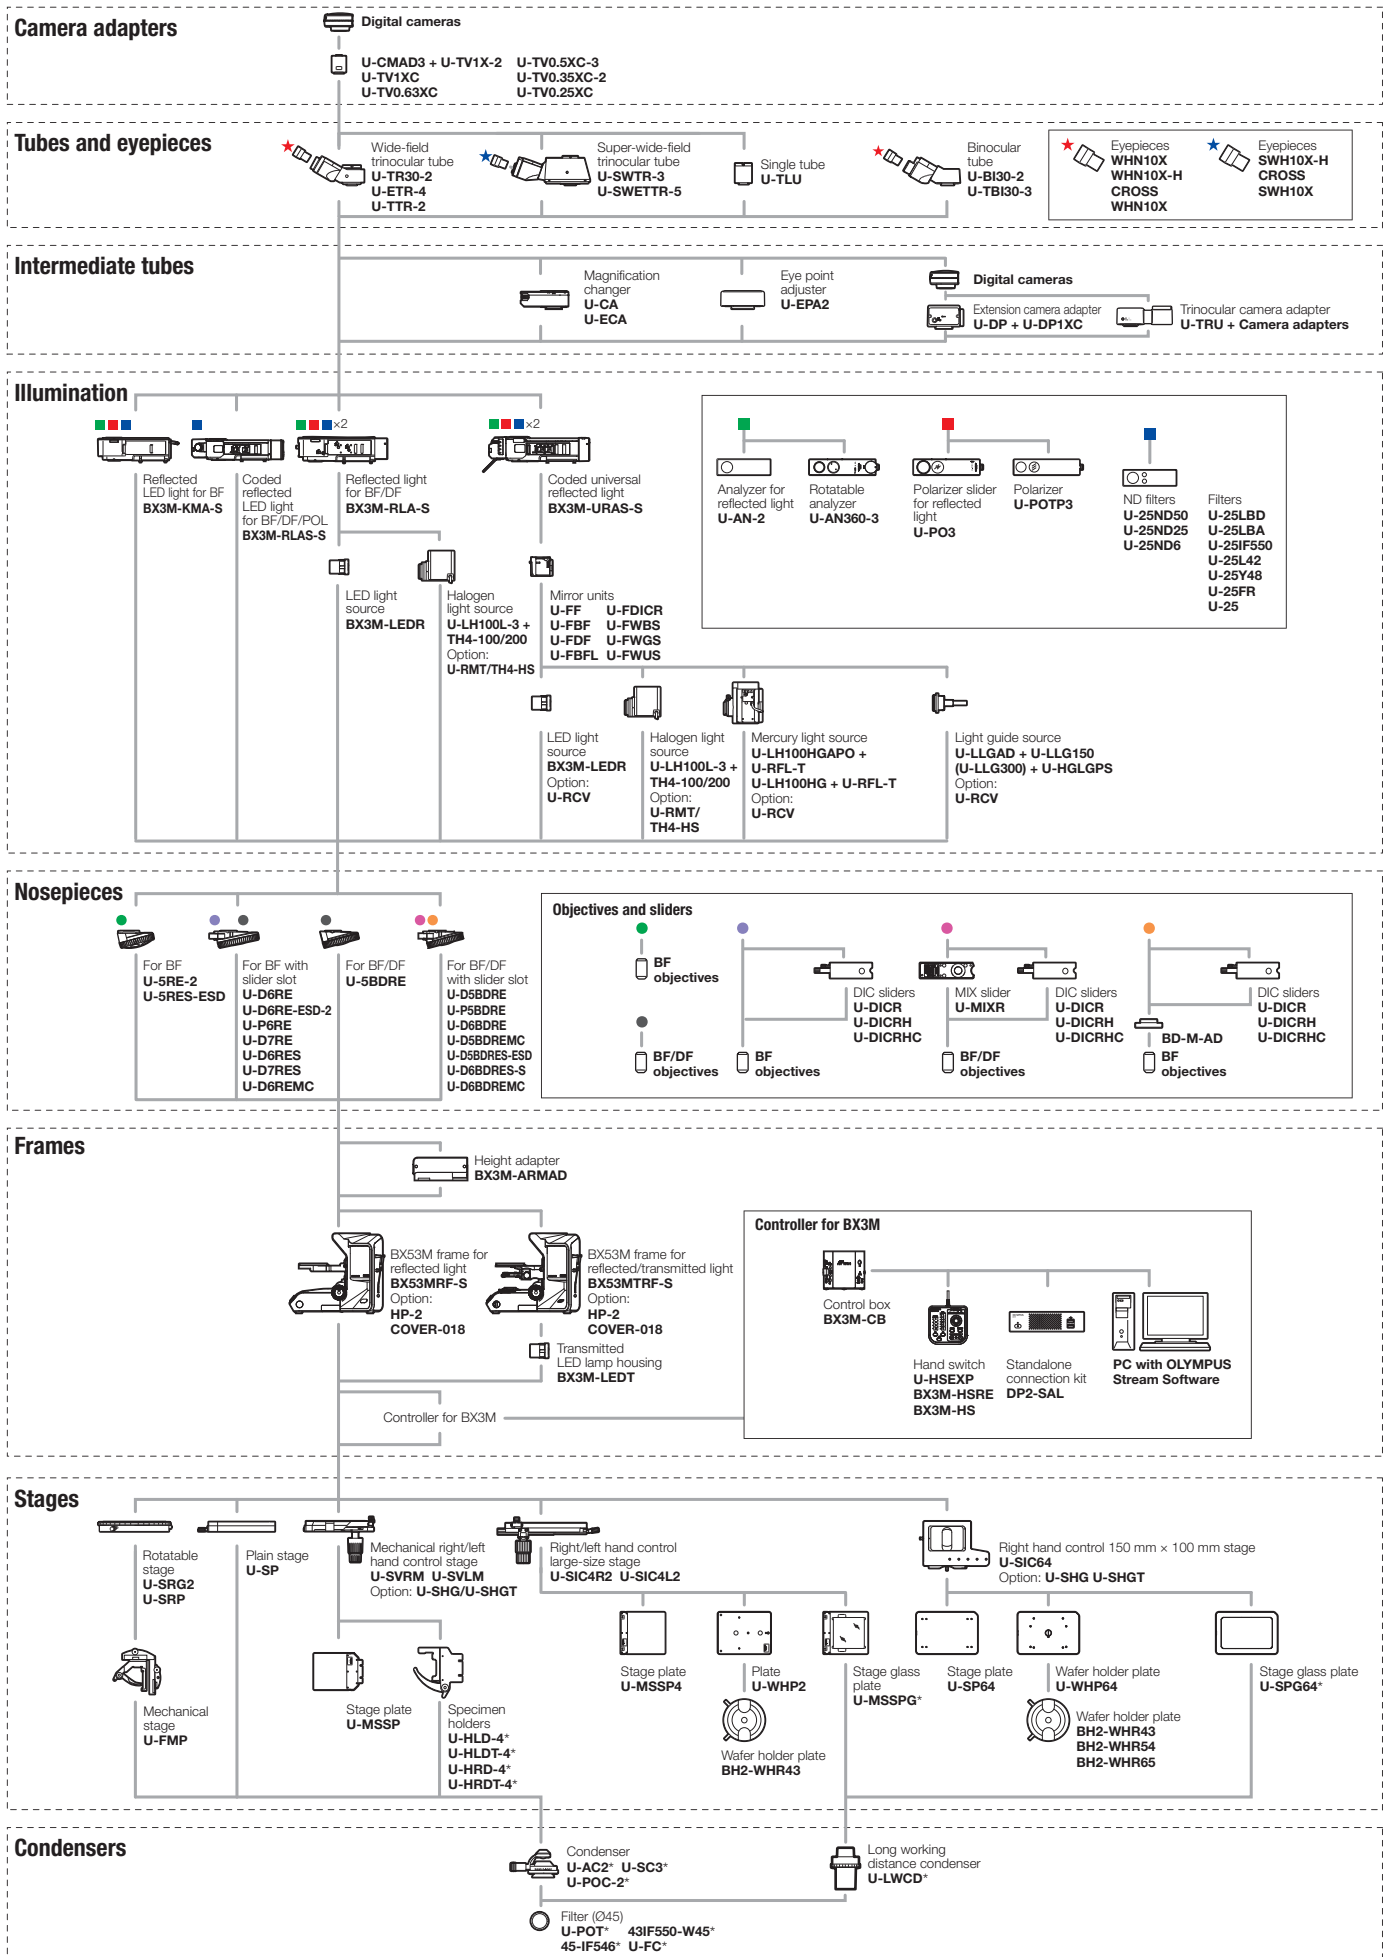 Camera adapters
Digital cameras
U-CMAD3 + U-TV1X-2 U-TV0.5XC-3
U-TV1XC U-TV0.35XC-2
U-TV0.63XC U-TV0.25XC
Tubes and eyepieces
Wide-field
trinocular tube
U-TR30-2
U-ETR-4
U-TTR-2
Super-wide-field
trinocular tube
U-SWTR-3
U-SWETTR-5
Single tube
U-TLU
Binocular
tube
U-BI30-2
U-TBI30-3
Eyepieces
WHN10X
WHN10X-H
CROSS
WHN10X
Eyepieces
SWH10X-H
CROSS
SWH10X
Intermediate tubes
Magnification
changer
U-CA
U-ECA
Eye point
adjuster
U-EPA2
Digital cameras
Extension camera adapter
U-DP + U-DP1XC
Trinocular camera adapter
U-TRU + Camera adapters
Illumination
×2
×2
Reflected
LED light for BF
BX3M-KMA-S
Coded
reflected
LED light
for BF/DF/POL
BX3M-RLAS-S
Reflected light
for BF/DF
BX3M-RLA-S
Coded universal
reflected light
BX3M-URAS-S
LED light
source
BX3M-LEDR
Halogen
light source
U-LH100L-3 +
TH4-100/200
Option:
U-RMT/TH4-HS
Mirror units
U-FF U-FDICR
U-FBF U-FWBS
U-FDF U-FWGS
U-FBFL U-FWUS
Analyzer for
reflected light
U-AN-2
Rotatable
analyzer
U-AN360-3
Polarizer slider
for reflected
light
U-PO3
Polarizer
U-POTP3
ND filters
U-25ND50
U-25ND25
U-25ND6
Filters
U-25LBD
U-25LBA
U-25IF550
U-25L42
U-25Y48
U-25FR
U-25
LED light
source
BX3M-LEDR
Option:
U-RCV
Halogen light
source
U-LH100L-3 +
TH4-100/200
Option:
U-RMT/
TH4-HS
Mercury light source
U-LH100HGAPO +
U-RFL-T
U-LH100HG + U-RFL-T
Option:
U-RCV
Light guide source
U-LLGAD + U-LLG150
(U-LLG300) + U-HGLGPS
Option:
U-RCV
Nosepieces
For BF
U-5RE-2
U-5RES-ESD
For BF with
slider slot
U-D6RE
U-D6RE-ESD-2
U-P6RE
U-D7RE
U-D6RES
U-D7RES
U-D6REMC
For BF/DF
U-5BDRE
For BF/DF
with slider slot
U-D5BDRE
U-P5BDRE
U-D6BDRE
U-D5BDREMC
U-D5BDRES-ESD
U-D6BDRES-S
U-D6BDREMC
Objectives and sliders
BF
objectives
BF/DF
objectives
DIC sliders
U-DICR
U-DICRH
U-DICRHC
BF
objectives
MIX slider
U-MIXR
DIC sliders
U-DICR
U-DICRH
U-DICRHC
BF/DF
objectives
BD-M-AD
DIC sliders
U-DICR
U-DICRH
U-DICRHC
BF
objectives
Frames
Height adapter
BX3M-ARMAD
BX53M frame for
reflected light
BX53MRF-S
Option:
HP-2
COVER-018
BX53M frame for
reflected/transmitted light
BX53MTRF-S
Option:
HP-2
COVER-018
Transmitted
LED lamp housing
BX3M-LEDT
Controller for BX3M
Controller for BX3M
Control box
BX3M-CB
Hand switch
U-HSEXP
BX3M-HSRE
BX3M-HS
Standalone
connection kit
DP2-SAL
PC with OLYMPUS
Stream Software
Stages
Rotatable
stage
U-SRG2
U-SRP
Plain stage
U-SP
Mechanical right/left
hand control stage
U-SVRM U-SVLM
Option: U-SHG/U-SHGT
Right/left hand control
large-size stage
U-SIC4R2 U-SIC4L2
Right hand control 150 mm × 100 mm stage
U-SIC64
Option: U-SHG U-SHGT
Mechanical
stage
U-FMP
Stage plate
U-MSSP
Specimen
holders
U-HLD-4*
U-HLDT-4*
U-HRD-4*
U-HRDT-4*
Stage plate
U-MSSP4
Plate
U-WHP2
Wafer holder plate
BH2-WHR43
Stage glass
plate
U-MSSPG*
Stage plate
U-SP64
Wafer holder plate
U-WHP64
Wafer holder plate
BH2-WHR43
BH2-WHR54
BH2-WHR65
Stage glass plate
U-SPG64*
Condensers
Condenser
U-AC2* U-SC3*
U-POC-2*
Long working
distance condenser
U-LWCD*
Filter (Ø45)
U-POT* 43IF550-W45*
45-IF546* U-FC*